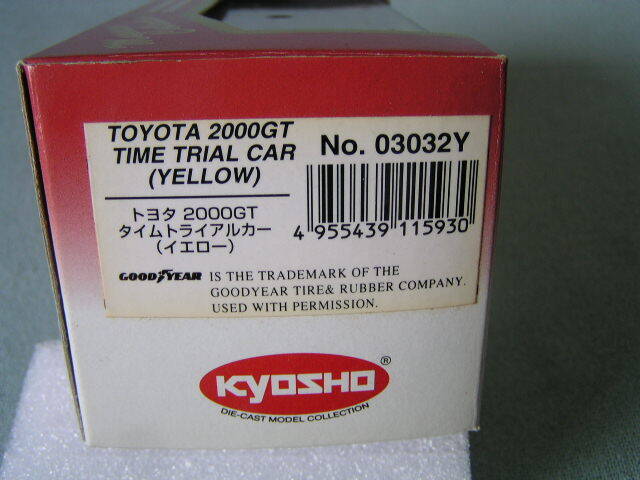 TOYOTA 2000GT
TIME TRIAL CAR
(YELLOW)
No. 03032Y
トヨタ 2000GT
タイムトライアルカー
(イエロー)
4 955439 115930
GOODYEAR IS THE TRADEMARK OF THE
GOODYEAR TIRE& RUBBER COMPANY.
USED WITH PERMISSION.
KYOSHO®
DIE-CAST MODEL COLLECTION